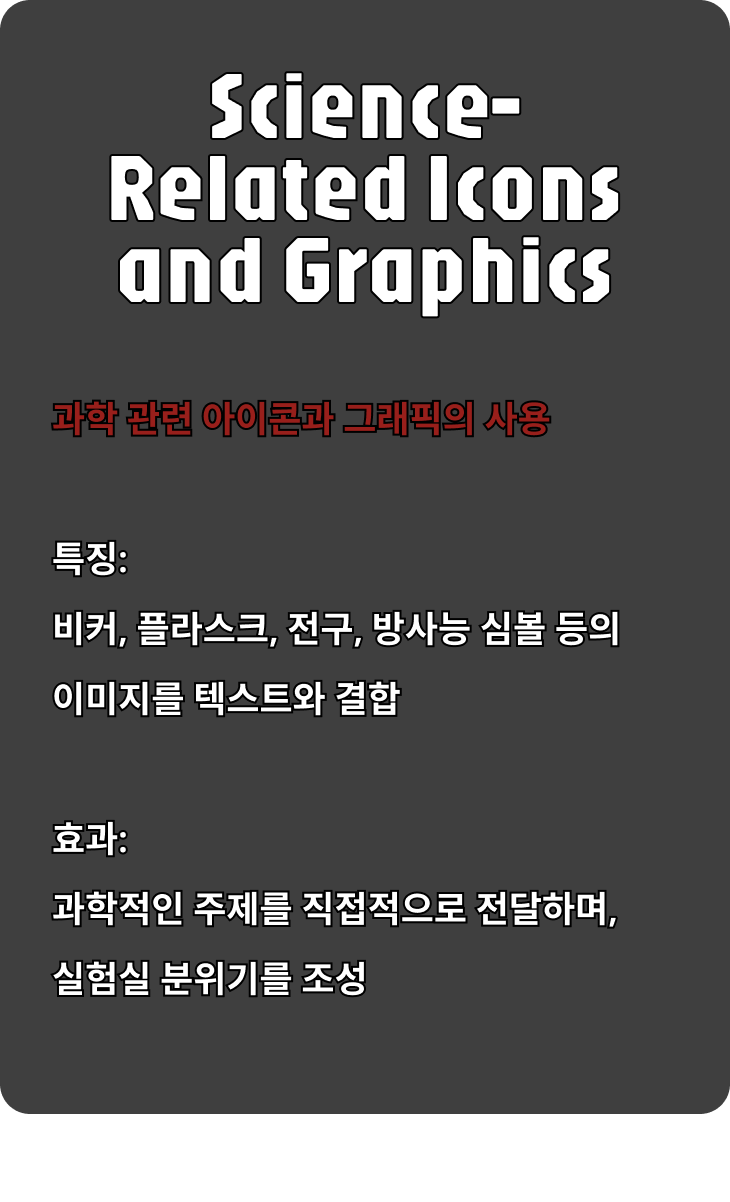 Science-
Related Icons
and Graphics
과학 관련 아이콘과 그래픽의 사용
특징:
비커, 플라스크, 전구, 방사능 심볼 등의
이미지를 텍스트와 결합
효과:
과학적인 주제를 직접적으로 전달하며,
실험실 분위기를 조성